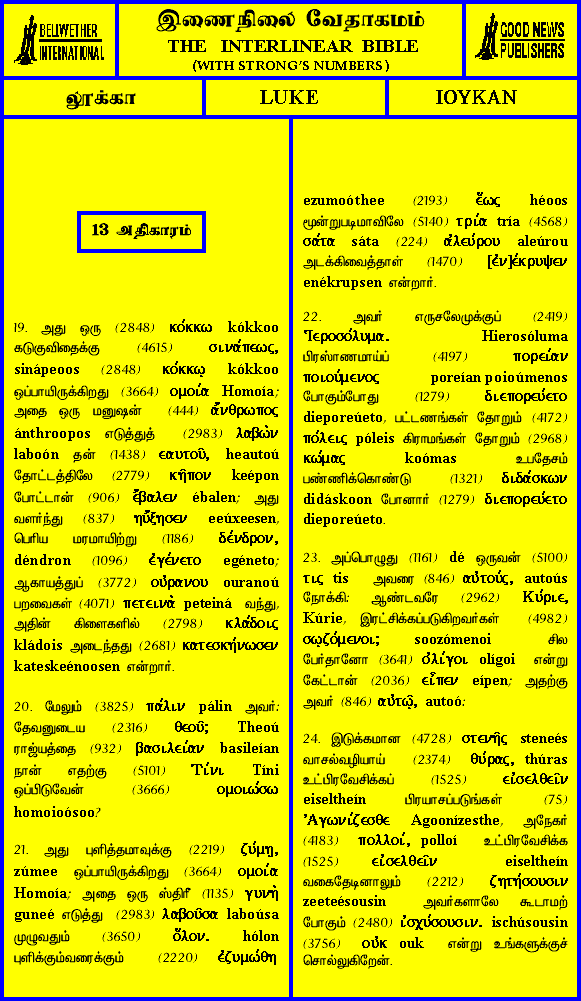 BELLWETHER
INTERNATIONAL
இணைநிலை வேதாகமம்
THE INTERLINEAR BIBLE
(WITH STRONG'S NUMBERS)
GOOD NEWS
PUBLISHERS
லூக்கா
LUKE
ΙΟΥΚΑΝ
13 அதிகாரம்
19. அது ஒரு (2848) κόκκω kókkoo
கடுகுவிதைக்கு (4615) σινάπεως,
sinápeoos (2848) κόκκῳ kókkoo
ஒப்பாயிருக்கிறது (3664) ομοία Homoía;
அதை ஒரு மனுஷன் (444) ἄνθρωπος
ánthroopos எடுத்துத் (2983) λαβὼν
laboón தன் (1438) εαυτοῦ, heautoú
தோட்டத்திலே (2779) κῆπον keépon
போட்டான் (906) ἔβαλεν ébalen; அது
வளர்ந்து (837) ηὔξησεν eeúxeesen,
பெரிய மரமாயிற்று (1186) δένδρον,
déndron (1096) ἐγένετο egéneto;
ஆகாயத்துப் (3772) οὐρανου ouranoú
பறவைகள் (4071) πετεινὰ peteiná வந்து,
அதின் கிளைகளில் (2798) κλάδοις
kládois அடைந்தது (2681) κατεσκήνωσεν
kateskeénoosen என்றார்.
20. மேலும் (3825) πάλιν pálin அவர்:
தேவனுடைய (2316) θεοῦ; Theoú
ராஜ்யத்தை (932) βασιλείαν basileían
நான் எதற்கு (5101) Τίνι Tíni
ஒப்பிடுவேன் (3666) ομοιώσω
homoioósoo?
21. அது புளித்தமாவுக்கு (2219) ζύμῃ,
zúmee ஒப்பாயிருக்கிறது (3664) ομοία
Homoía; அதை ஒரு ஸ்திரீ (1135) γυνὴ
guneé எடுத்து (2983) λαβοῦσα laboúsa
முழுவதும் (3650) ὅλον. hólon
புளிக்கும்வரைக்கும் (2220) ἐζυμώθη
ezumoóthee (2193) ἕως héoos
மூன்றுபடிமாவிலே (5140) τρία tría (4568)
σάτα sáta (224) ἀλεύρου aleúrou
அடக்கிவைத்தாள் (1470) [ἐν]έκρυψεν
enékrupsen என்றார்.
22. அவர் எருசலேமுக்குப் (2419)
Ἱεροσόλυμα. Hierosóluma
பிரஸ்ாணமாய்ப் (4197) πορείαν
ποιούμενος poreían poioúmenos
போகும்போது (1279) διεπορεύετο
dieporeúeto, பட்டணங்கள் தோறும் (4172)
πόλεις póleis கிராமங்கள் தோறும் (2968)
κώμας koómas உபதேசம்
பண்ணிக்கொண்டு (1321) διδάσκων
didáskoon போனார் (1279) διεπορεύετο
dieporeúeto.
23. அப்பொழுது (1161) dé ஒருவன் (5100)
τις tis அவரை (846) αὐτούς, autoús
நோக்கி: ஆண்டவரே (2962) Κύριε,
Kúrie, இரட்சிக்கப்படுகிறவர்கள் (4982)
σῳζόμενοι; soozómenoi சில
பேர்தானோ (3641) ὀλίγοι olígoi என்று
கேட்டான் (2036) εἶπεν eípen; அதற்கு
அவர் (846) αὐτῷ, autoó:
24. இடுக்கமான (4728) στενῆς steneés
வாசல்வழியாய் (2374) θύρας, thúras
உட்பிரவேசிக்கப் (1525) εἰσελθεῖν
eiseltheín பிரயாசப்படுங்கள் (75)
Ἀγωνίζεσθε Agoonízesthe, அநேகர்
(4183) πολλοί, polloí உட்பிரவேசிக்க
(1525) εἰσελθεῖν eiseltheín
வகைதேடினாலும் (2212) ζητήσουσιν
zeeteésousin அவர்களாலே கூடாமற்
போகும் (2480) ἰσχύσουσιν. ischúsousin
(3756) οὐκ ouk என்று உங்களுக்குச்
சொல்லுகிறேன்.